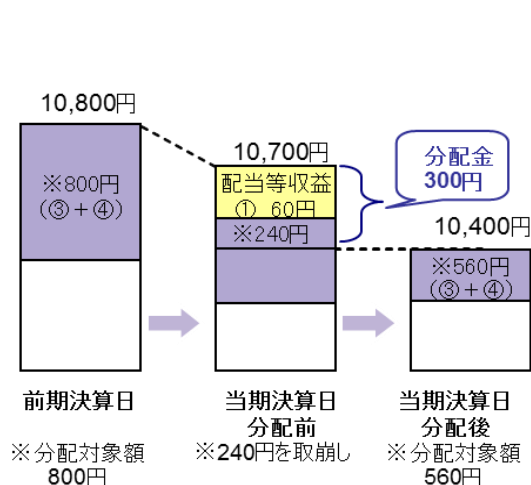 10,800円
※800円
(③+④)
前期決算日
※分配対象額
800円
10,700円
配当等収益
① 60円
※240円
当期決算日
分配前
※240円を取崩し
分配金
300円
10,400円
※560円
(③+④)
当期決算日
分配後
※分配対象額
560円